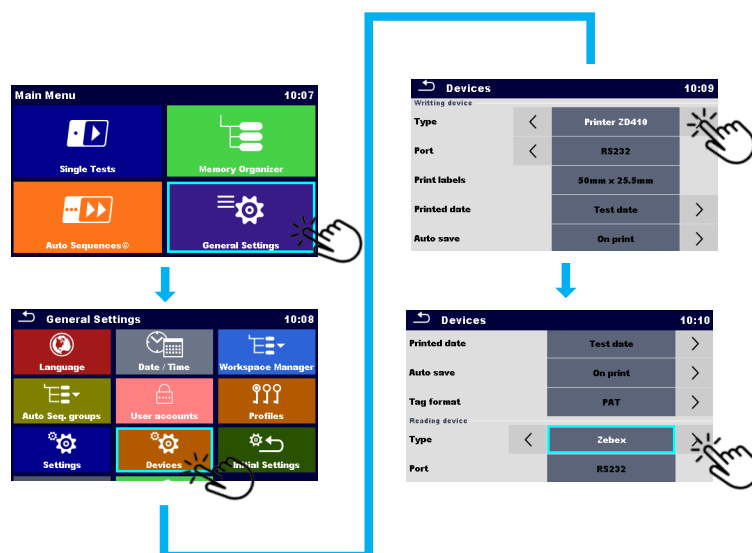 Main Menu 10:07
Single Tests
Memory Organizer
Auto Sequences®
General Settings
General Settings 10:08
Language
Date / Time
Workspace Manager
Auto Seq. groups
User accounts
Profiles
Settings
Devices
Initial Settings
Devices 10:09
Writting device
Type < Printer ZD410
Port < RS232
Print labels 50mm x 25.5mm
Printed date Test date >
Auto save On print >
Devices 10:10
Printed date Test date >
Auto save On print >
Tag format PAT >
Reading device
Type < Zebex >
Port RS232